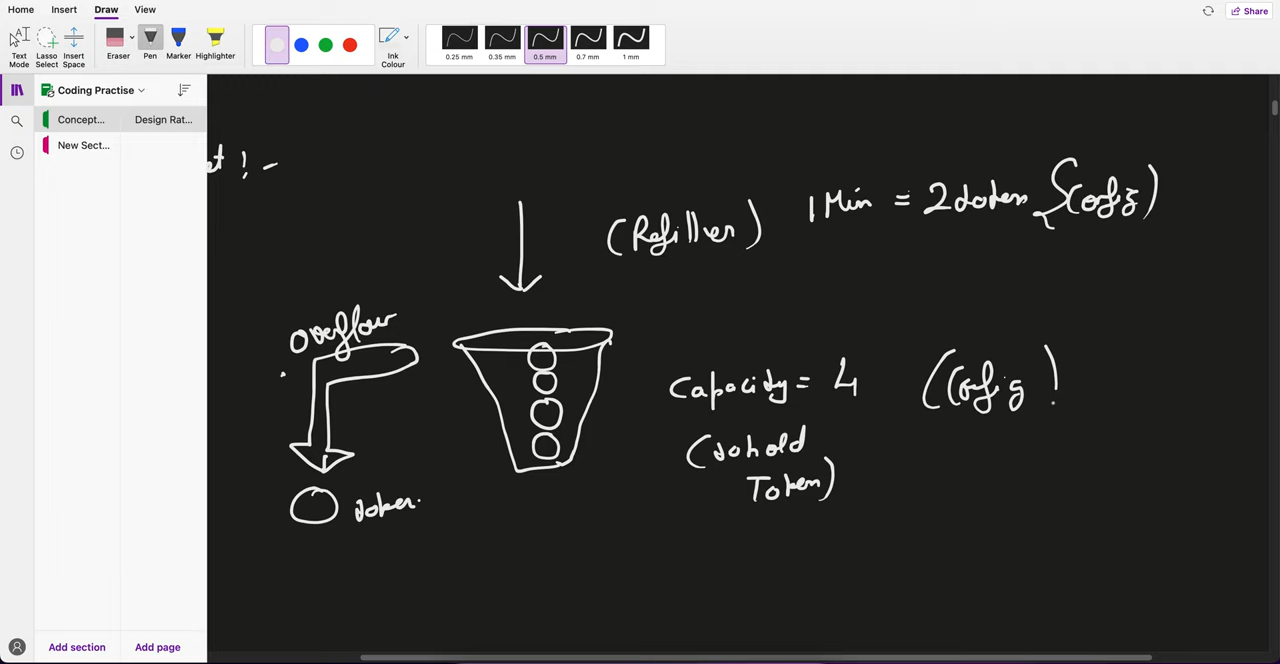 Home Insert Draw View
Share
Text Mode
Lasso Select
Insert Space
Eraser
Pen
Marker
Highlighter
Ink Colour
0.25 mm
0.35 mm
0.5 mm
0.7 mm
1 mm
Coding Practise
Concept...
Design Rat...
New Sect...
et ! -
(Refiller) 1 Min = 2 token (Config)
overflow
Capacity = 4 (Config)
(to hold
Token)
token.
Add section
Add page